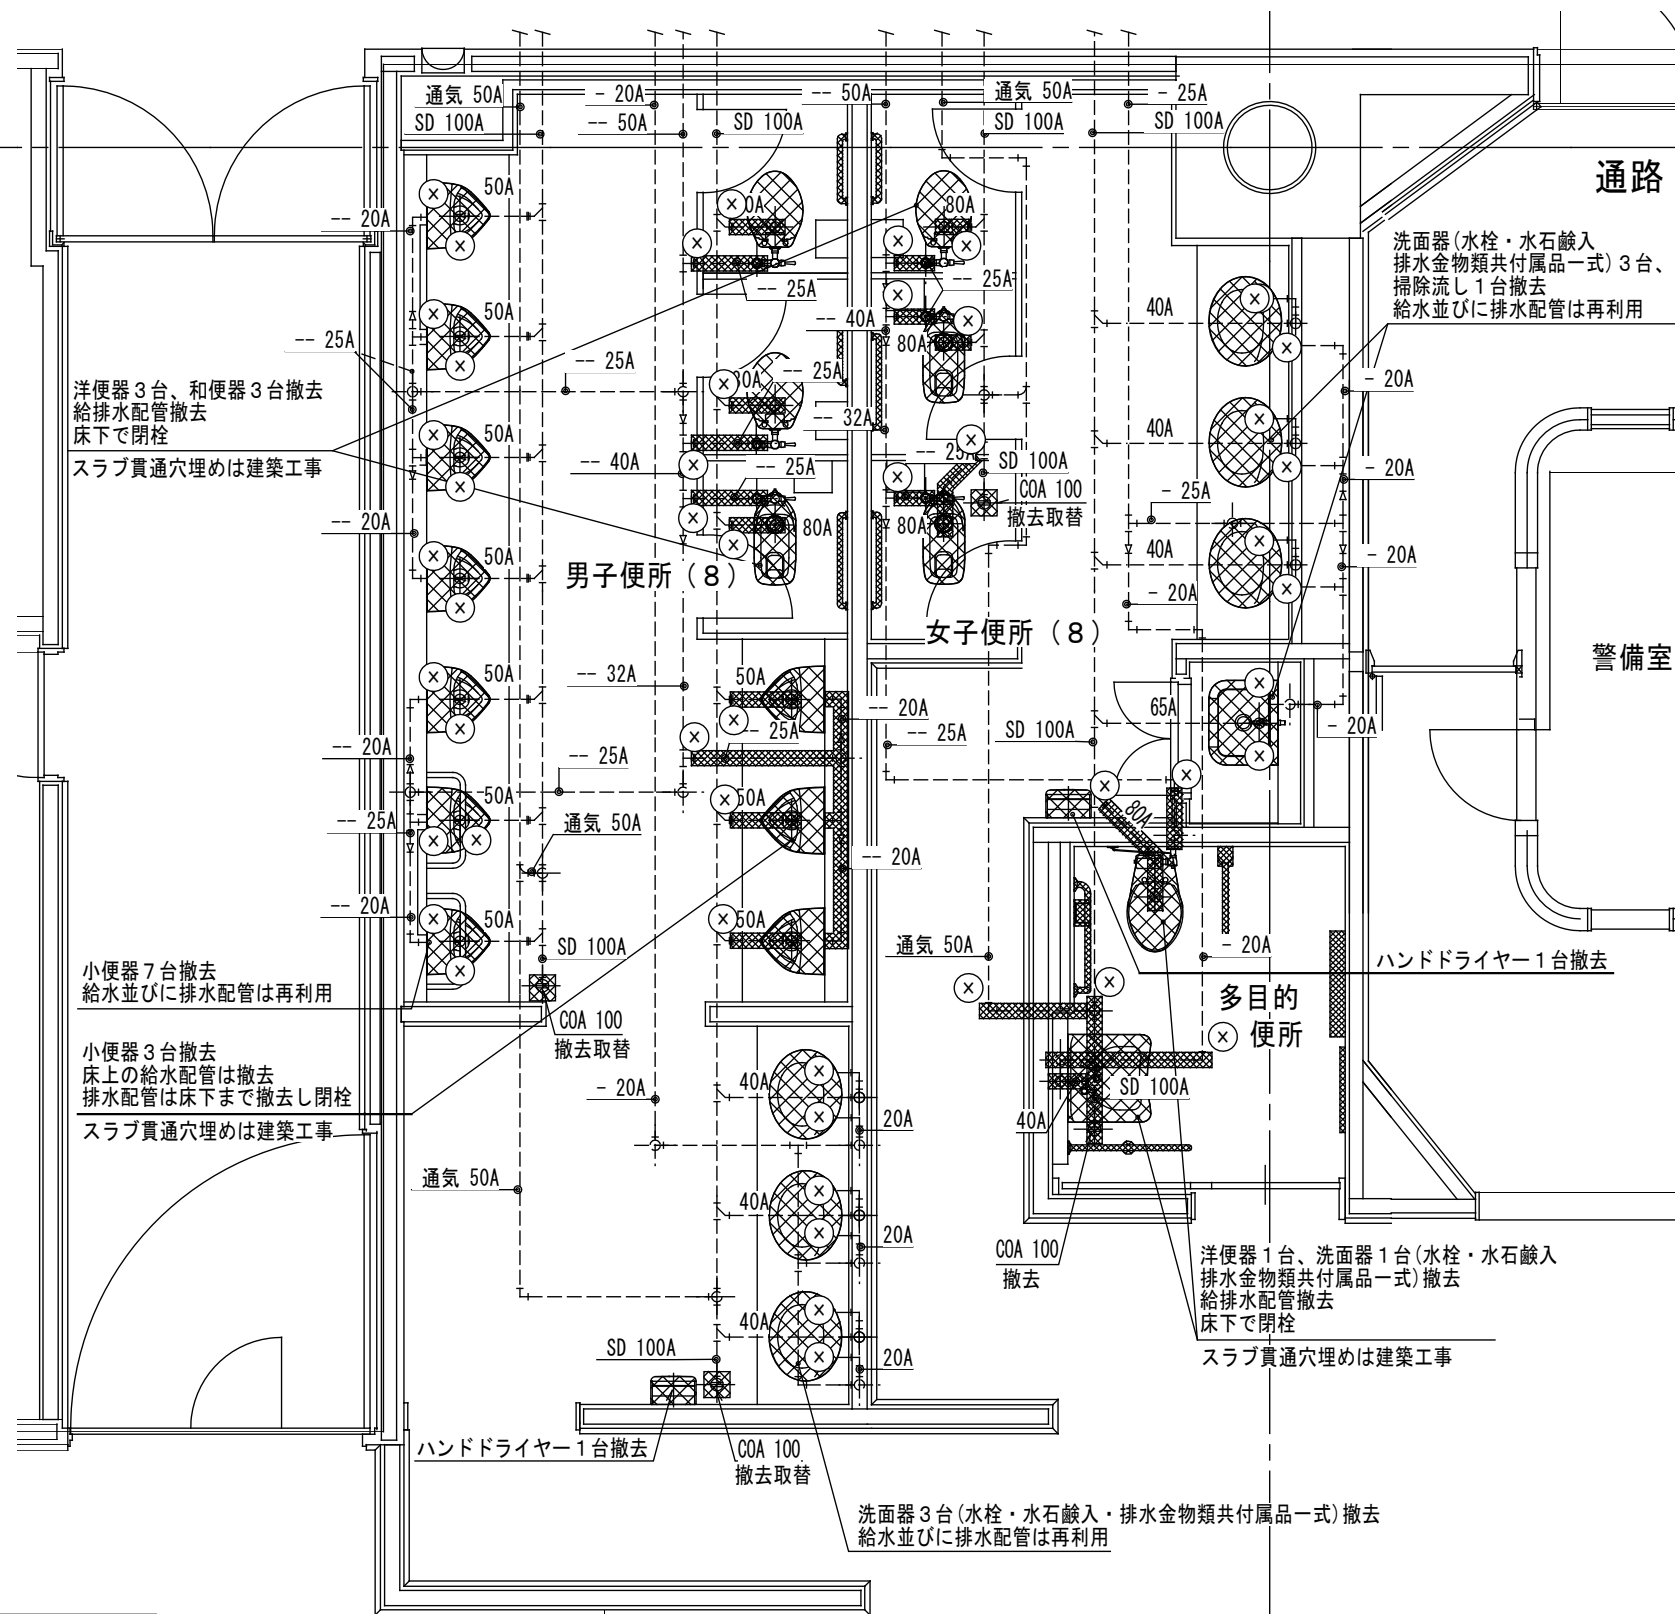 通気 50A
- 20A
-- 50A
通気 50A
- 25A
SD 100A
-- 50A
SD 100A
SD 100A
SD 100A
通路
50A
80A
-- 20A
洗面器(水栓・水石鹸入
排水金物類共付属品一式)3台、
掃除流し1台撤去
給水並びに排水配管は再利用
-- 25A
-- 25A
50A
-- 40A
40A
-- 25A
80A
-- 25A
-- 25A
- 20A
洋便器3台、和便器3台撤去
給排水配管撤去
床下で閉栓
スラブ貫通穴埋めは建築工事
-- 32A
50A
40A
-- 40A
-- 25A
SD 100A
- 20A
COA 100
撤去取替
- 25A
-- 20A
80A
80A
50A
40A
- 20A
男子便所(8)
- 20A
女子便所(8)
警備室
-- 32A
50A
50A
65A
-- 20A
- 20A
-- 20A
-- 25A
-- 25A
SD 100A
-- 25A
50A
50A
80A
-- 25A
通気 50A
-- 20A
-- 20A
50A
50A
SD 100A
通気 50A
- 20A
ハンドドライヤー1台撤去
小便器7台撤去
給水並びに排水配管は再利用
多目的
便所
COA 100
撤去取替
小便器3台撤去
床上の給水配管は撤去
排水配管は床下まで撤去し閉栓
スラブ貫通穴埋めは建築工事
- 20A
40A
SD 100A
40A
20A
通気 50A
40A
20A
COA 100
撤去
洋便器1台、洗面器1台(水栓・水石鹸入
排水金物類共付属品一式)撤去
給排水配管撤去
床下で閉栓
スラブ貫通穴埋めは建築工事
40A
SD 100A
20A
ハンドドライヤー1台撤去
COA 100
撤去取替
洗面器3台(水栓・水石鹸入・排水金物類共付属品一式)撤去
給水並びに排水配管は再利用